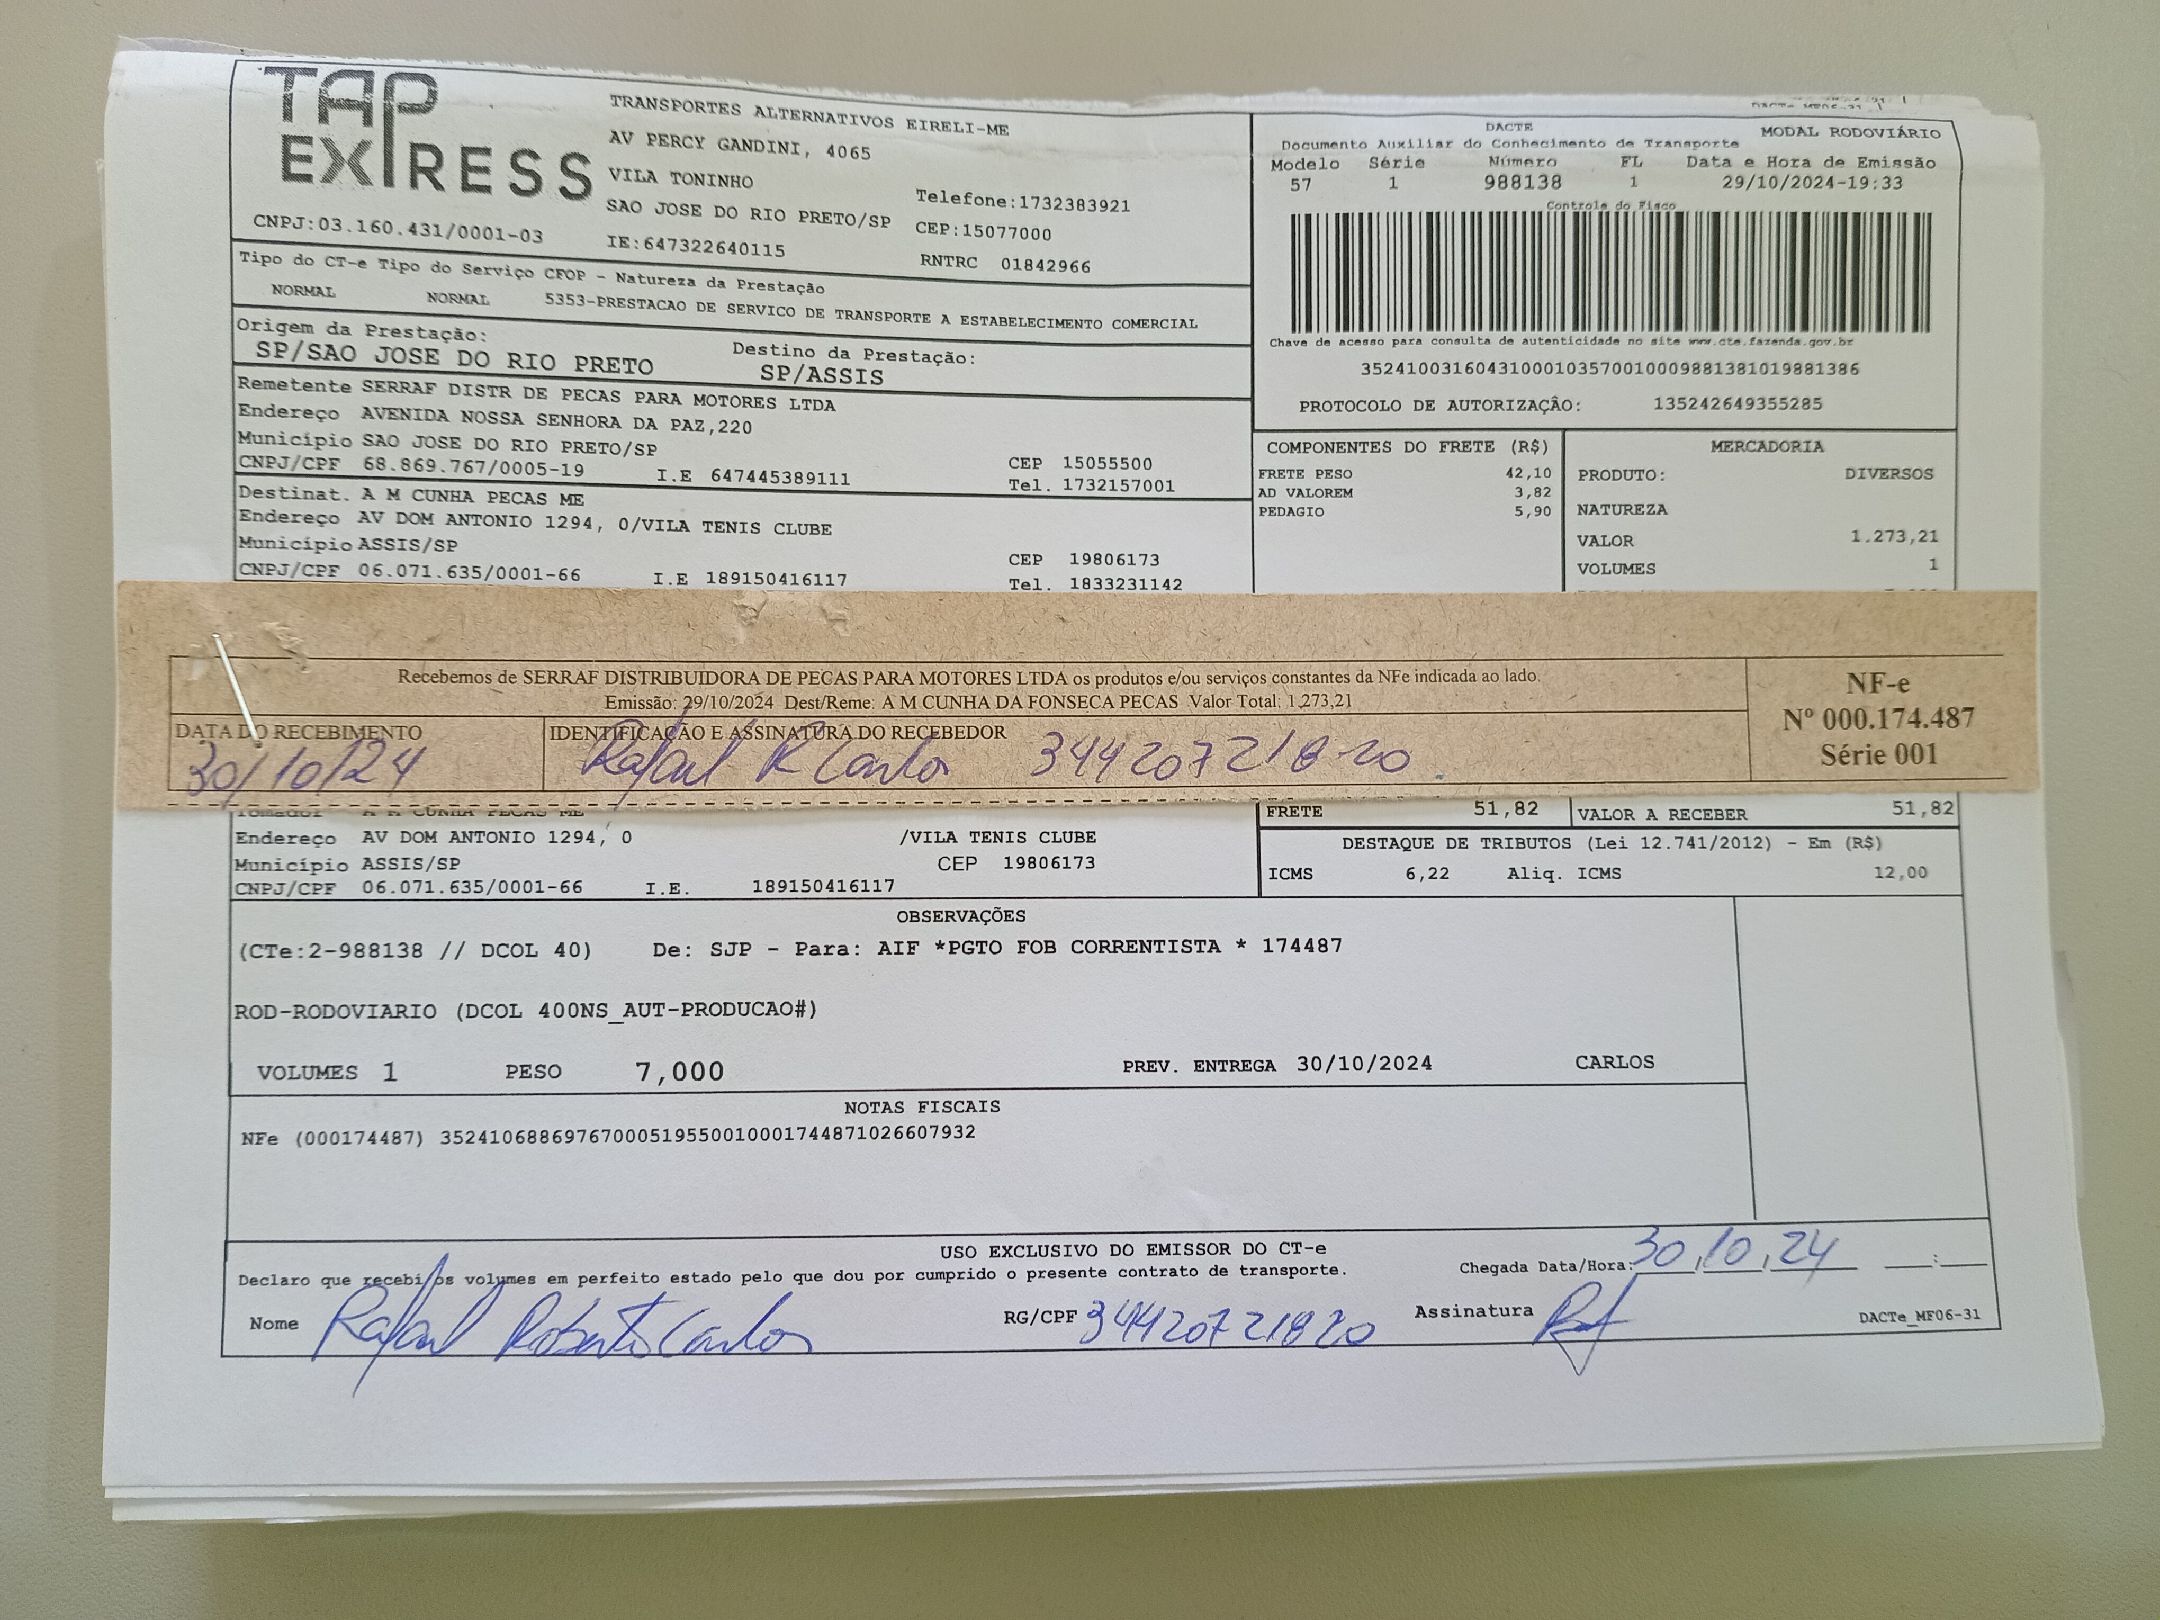 TAP EXPRESS
TRANSPORTES ALTERNATIVOS EIRELI-ME
AV PERCY GANDINI, 4065
VILA TONINHO
SAO JOSE DO RIO PRETO/SP
CNPJ:03.160.431/0001-03
IE:647322640115
Telefone:1732383921
CEP:15077000
RNTRC 01842966
Tipo do CT-e Tipo do Serviço CFOP - Natureza da Prestação
NORMAL NORMAL 5353-PRESTACAO DE SERVICO DE TRANSPORTE A ESTABELECIMENTO COMERCIAL
Origem da Prestação:
SP/SAO JOSE DO RIO PRETO
Destino da Prestação:
SP/ASSIS
Remetente SERRAF DISTR DE PECAS PARA MOTORES LTDA
Endereço AVENIDA NOSSA SENHORA DA PAZ,220
Município SAO JOSE DO RIO PRETO/SP
CEP 15055500
CNPJ/CPF 68.869.767/0005-19 I.E 647445389111 Tel. 1732157001
Destinat. A M CUNHA PECAS ME
Endereço AV DOM ANTONIO 1294, 0/VILA TENIS CLUBE
Município ASSIS/SP CEP 19806173
CNPJ/CPF 06.071.635/0001-66 I.E 189150416117 Tel. 1833231142
DACTE MODAL RODOVIÁRIO
Documento Auxiliar do Conhecimento de Transporte
Modelo Série Número FL Data e Hora de Emissão
57 1 988138 1 29/10/2024-19:33
Controle do Fisco
Chave de acesso para consulta de autenticidade no site www.cte.fazenda.gov.br
35241003160431000103570010009881381019881386
PROTOCOLO DE AUTORIZAÇÂO: 135242649355285
COMPONENTES DO FRETE (R$)
FRETE PESO 42,10
AD VALOREM 3,82
PEDAGIO 5,90
MERCADORIA
PRODUTO: DIVERSOS
NATUREZA
VALOR 1.273,21
VOLUMES 1
Recebemos de SERRAF DISTRIBUIDORA DE PECAS PARA MOTORES LTDA os produtos e/ou serviços constantes da NFe indicada ao lado.
Emissão: 29/10/2024 Dest/Reme: A M CUNHA DA FONSECA PECAS Valor Total: 1.273,21
DATA DO RECEBIMENTO
30/10/24
IDENTIFICAÇÃO E ASSINATURA DO RECEBEDOR
Rafael R Carlos 34420721820
NF-e
Nº 000.174.487
Série 001
Tomador A M CUNHA PECAS ME
Endereço AV DOM ANTONIO 1294, 0 /VILA TENIS CLUBE
Município ASSIS/SP CEP 19806173
CNPJ/CPF 06.071.635/0001-66 I.E. 189150416117
FRETE 51,82 VALOR A RECEBER 51,82
DESTAQUE DE TRIBUTOS (Lei 12.741/2012) - Em (R$)
ICMS 6,22 Aliq. ICMS 12,00
OBSERVAÇÕES
(CTe:2-988138 // DCOL 40) De: SJP - Para: AIF *PGTO FOB CORRENTISTA * 174487
ROD-RODOVIARIO (DCOL 400NS_AUT-PRODUCAO#)
VOLUMES 1 PESO 7,000 PREV. ENTREGA 30/10/2024 CARLOS
NOTAS FISCAIS
NFe (000174487) 35241068869767000519550010001744871026607932
USO EXCLUSIVO DO EMISSOR DO CT-e
Declaro que recebi os volumes em perfeito estado pelo que dou por cumprido o presente contrato de transporte.
Chegada Data/Hora: 30,10,24 :
Nome Rafael Roberto Carlos RG/CPF 34420721820 Assinatura
DACTe_MF06-31